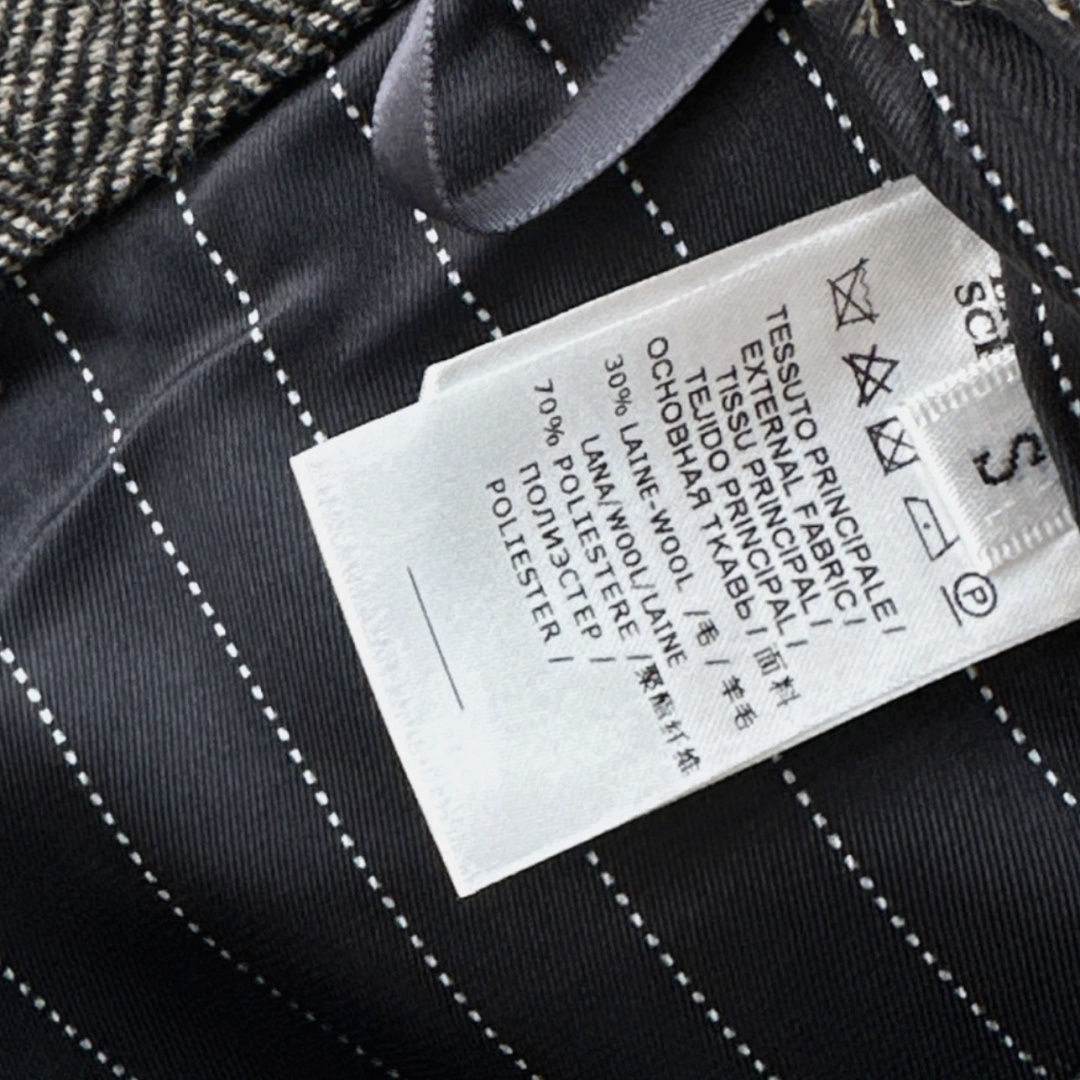 S
P
TESSUTO PRINCIPALE /
EXTERNAL FABRIC /
TISSU PRINCIPAL /
TEJIDO PRINCIPAL /
ОСНОВНАЯ ТКАВЬ / 面料
30% LAINE-WOOL /毛 / 羊毛
LANA/WOOL/LAINE
70% POLIESTERE /聚酯纤维
ПОЛИЭСТЕР /
POLIESTER /